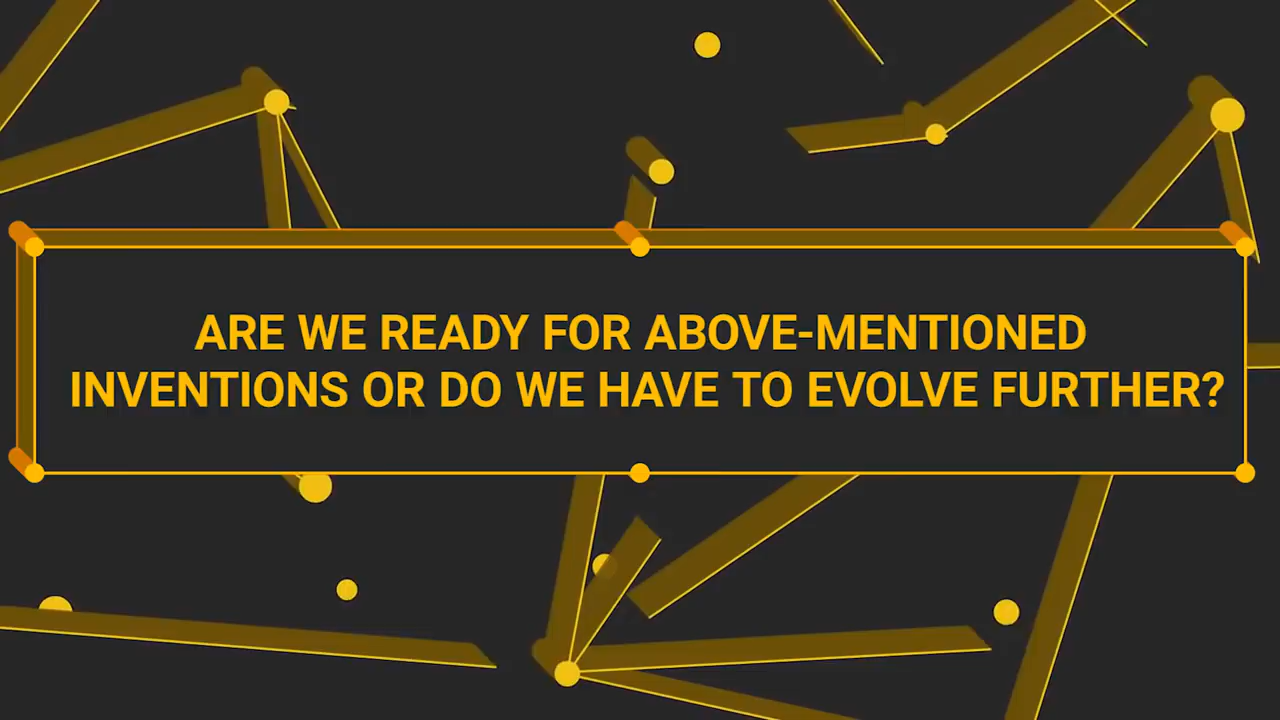 ARE WE READY FOR ABOVE-MENTIONED
INVENTIONS OR DO WE HAVE TO EVOLVE FURTHER?